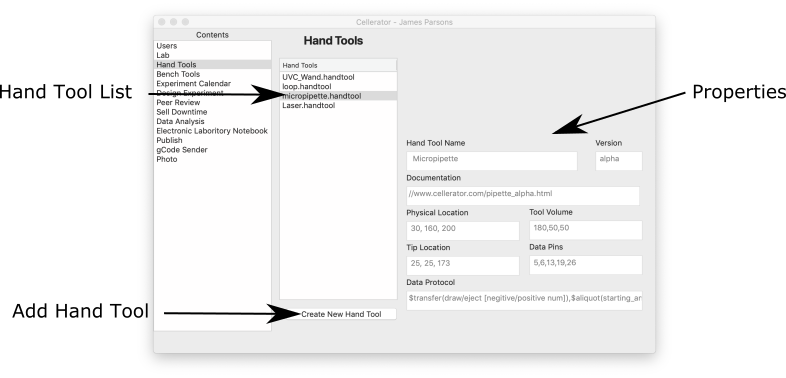 Cellerator - James Parsons
Contents
Users
Lab
Hand Tools
Bench Tools
Experiment Calendar
Design Experiment
Peer Review
Sell Downtime
Data Analysis
Electronic Laboritory Notebook
Publish
gCode Sender
Photo
Hand Tools
Hand Tools
UVC_Wand.handtool
loop.handtool
micropipette.handtool
Laser.handtool
Create New Hand Tool
Hand Tool Name
Version
Micropipette
alpha
Documentation
//www.cellerator.com/pipette_alpha.html
Physical Location
Tool Volume
30, 160, 200
180,50,50
Tip Location
Data Pins
25, 25, 173
5,6,13,19,26
Data Protocol
$transfer(draw/eject [negitive/positive num]),$aliquot(starting_ar
Hand Tool List
Properties
Add Hand Tool